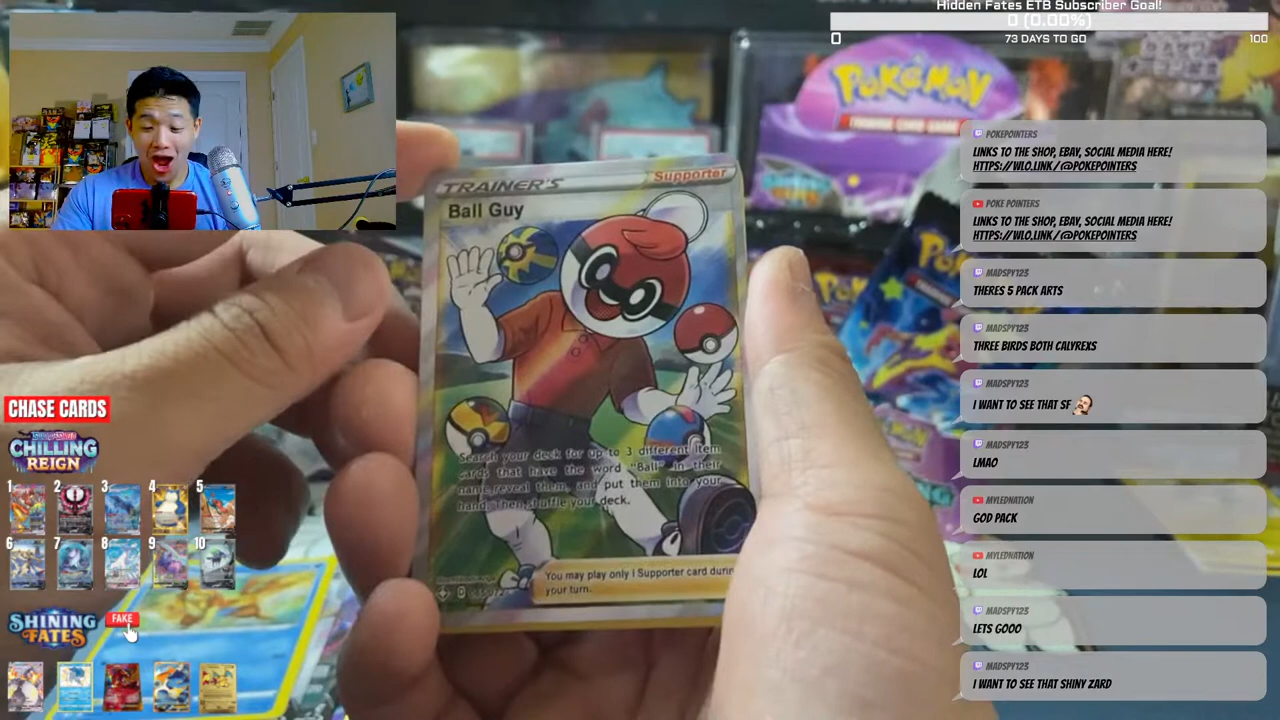 Hidden Fates ETB Subscriber Goal!
0 (0.00%)
0
73 DAYS TO GO
100
POKéMON
TRAINER'S
Supporter
Ball Guy
Search your deck for up to 3 different Item
cards that have the word "Ball" in their
name, reveal them, and put them into your
hand. Then, shuffle your deck.
You may play only 1 Supporter card durin
your turn.
POKEPOINTERS
LINKS TO THE SHOP, EBAY, SOCIAL MEDIA HERE!
HTTPS://WLO.LINK/@POKEPOINTERS
POKE POINTERS
LINKS TO THE SHOP, EBAY, SOCIAL MEDIA HERE!
HTTPS://WLO.LINK/@POKEPOINTERS
MADSPY123
THERES 5 PACK ARTS
MADSPY123
THREE BIRDS BOTH CALYREXS
MADSPY123
I WANT TO SEE THAT SF
MADSPY123
LMAO
MYLEDNATION
GOD PACK
MYLEDNATION
LOL
MADSPY123
LETS GOOO
MADSPY123
I WANT TO SEE THAT SHINY ZARD
CHASE CARDS
CHILLING
REIGN
1 2 3 4 5
6 7 8 9 10
SHINING
FATES
FAKE